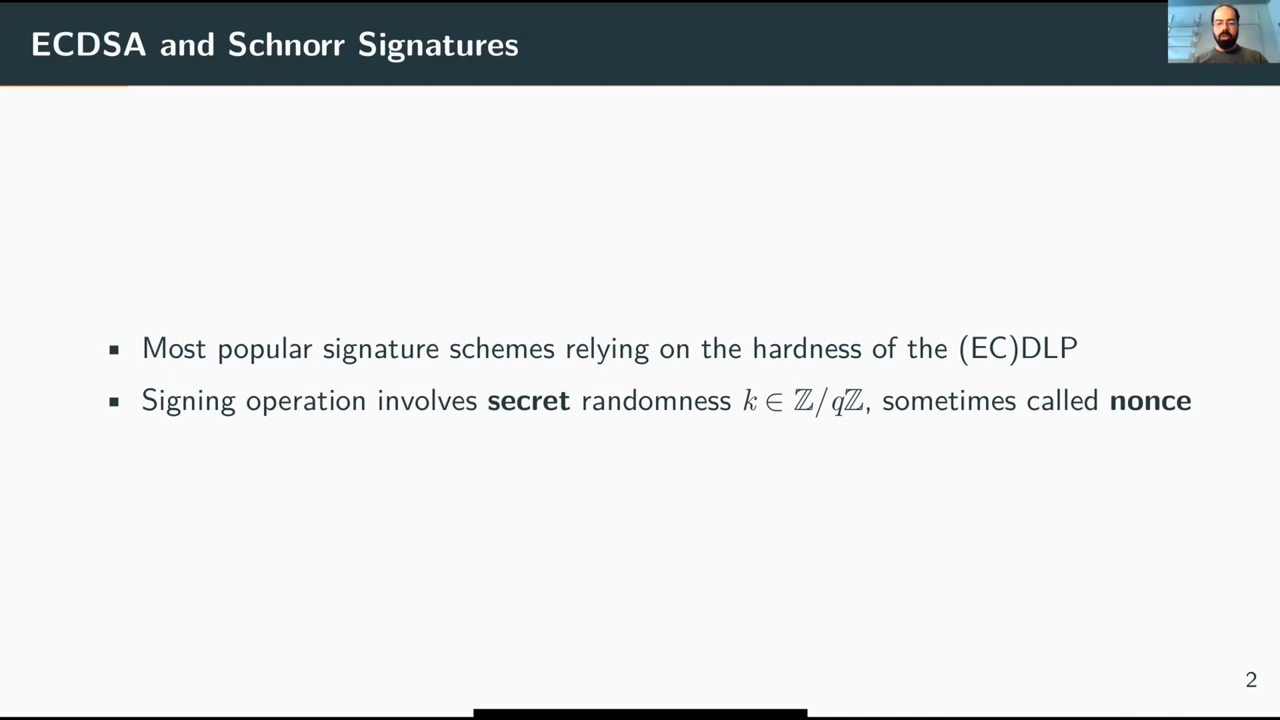 ECDSA and Schnorr Signatures
▪ Most popular signature schemes relying on the hardness of the (EC)DLP
▪ Signing operation involves secret randomness k ∈ ℤ/qℤ, sometimes called nonce
2